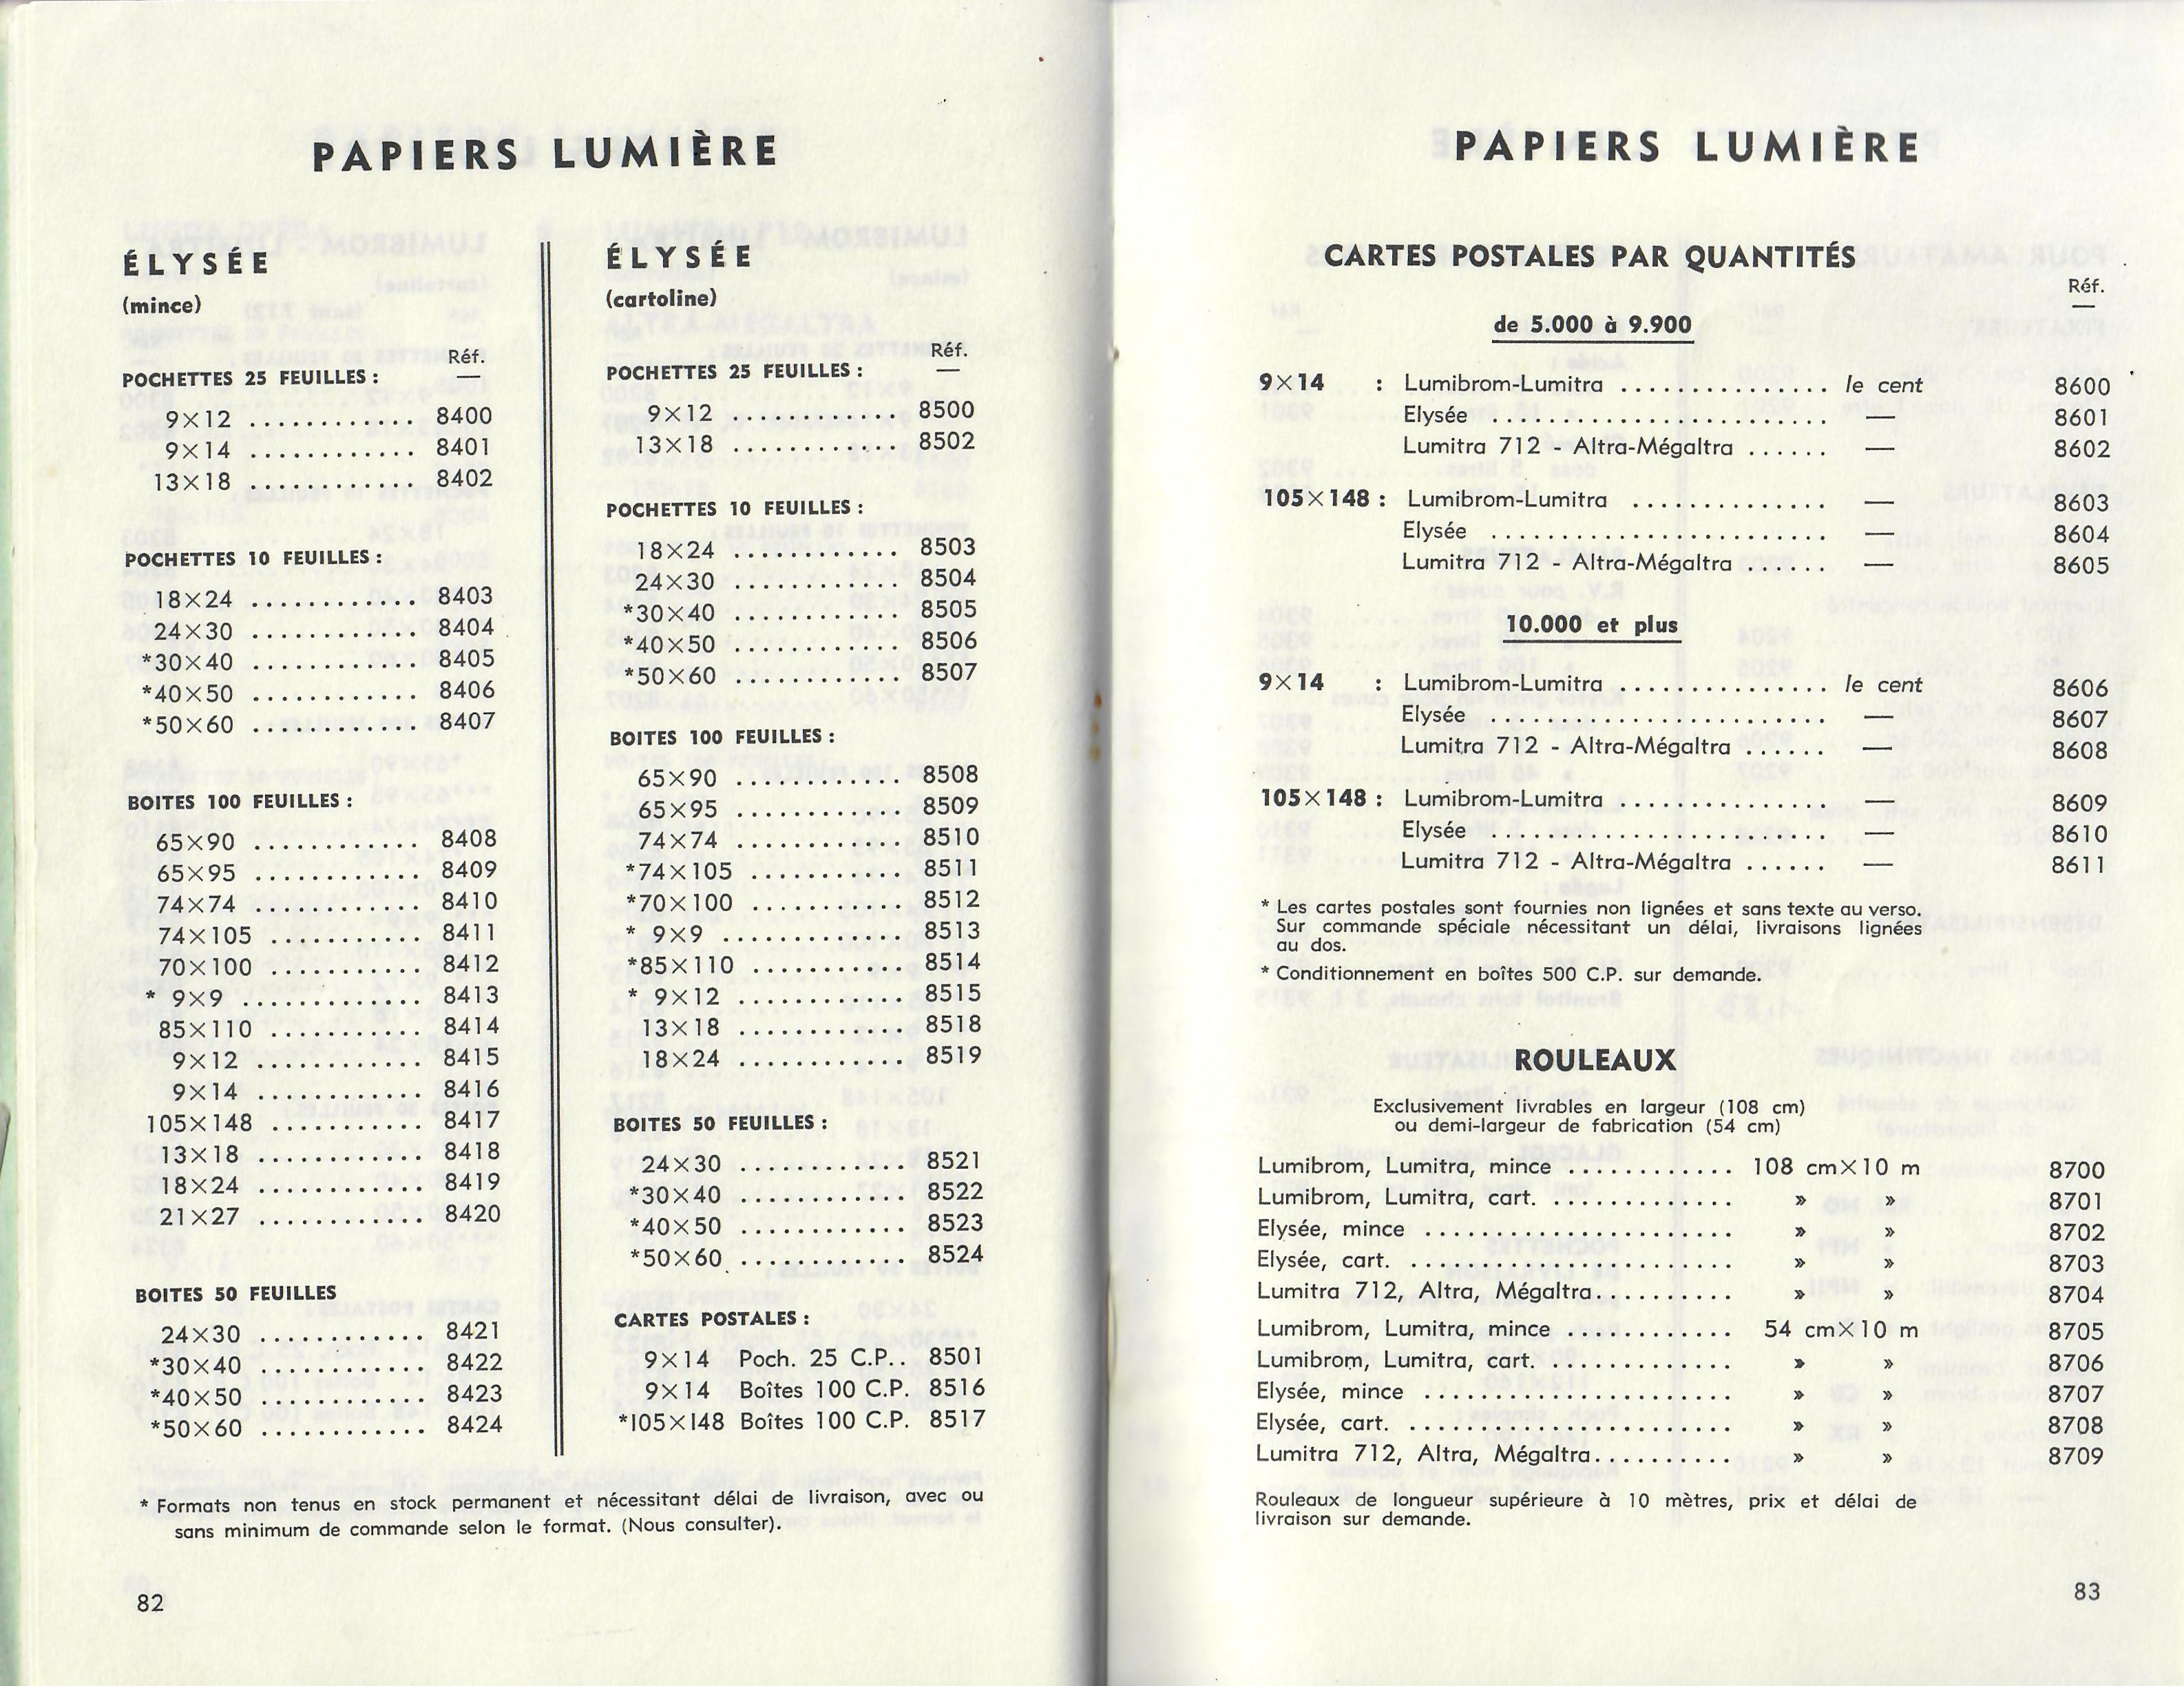 PAPIERS LUMIÈRE
ÉLYSÉE
(mince)
Réf.
POCHETTES 25 FEUILLES :
9×12 ............ 8400
9×14 ............ 8401
13×18 ............ 8402
POCHETTES 10 FEUILLES :
18×24 ............ 8403
24×30 ............ 8404
*30×40 ............ 8405
*40×50 ............ 8406
*50×60 ............ 8407
BOITES 100 FEUILLES :
65×90 ............ 8408
65×95 ............ 8409
74×74 ............ 8410
74×105 ........... 8411
70×100 ........... 8412
* 9×9 ............. 8413
85×110 ........... 8414
9×12 ............ 8415
9×14 ............ 8416
105×148 ........... 8417
13×18 ............ 8418
18×24 ............ 8419
21×27 ............ 8420
BOITES 50 FEUILLES
24×30 ............ 8421
*30×40 ............ 8422
*40×50 ............ 8423
*50×60 ............ 8424
ÉLYSÉE
(cartoline)
Réf.
POCHETTES 25 FEUILLES :
9×12 ............ 8500
13×18 ............ 8502
POCHETTES 10 FEUILLES :
18×24 ............ 8503
24×30 ............ 8504
*30×40 ............ 8505
*40×50 ............ 8506
*50×60 ............ 8507
BOITES 100 FEUILLES :
65×90 ............ 8508
65×95 ............ 8509
74×74 ............ 8510
*74×105 ........... 8511
*70×100 ........... 8512
* 9×9 ............. 8513
*85×110 ........... 8514
* 9×12 ............ 8515
13×18 ............ 8518
18×24 ............ 8519
BOITES 50 FEUILLES :
24×30 ............ 8521
*30×40 ............ 8522
*40×50 ............ 8523
*50×60 ............ 8524
CARTES POSTALES :
9×14 Poch. 25 C.P.. 8501
9×14 Boîtes 100 C.P. 8516
*105×148 Boîtes 100 C.P. 8517
* Formats non tenus en stock permanent et nécessitant délai de livraison, avec ou
sans minimum de commande selon le format. (Nous consulter).
82
PAPIERS LUMIÈRE
CARTES POSTALES PAR QUANTITÉS
Réf.
de 5.000 à 9.900
9×14 : Lumibrom-Lumitra ............... le cent 8600
Elysée ........................ — 8601
Lumitra 712 - Altra-Mégaltra ...... — 8602
105×148 : Lumibrom-Lumitra .............. — 8603
Elysée ........................ — 8604
Lumitra 712 - Altra-Mégaltra ...... — 8605
10.000 et plus
9×14 : Lumibrom-Lumitra ............... le cent 8606
Elysée ........................ — 8607
Lumitra 712 - Altra-Mégaltra ...... — 8608
105×148 : Lumibrom-Lumitra ............... — 8609
Elysée ........................ — 8610
Lumitra 712 - Altra-Mégaltra ...... — 8611
* Les cartes postales sont fournies non lignées et sans texte au verso.
Sur commande spéciale nécessitant un délai, livraisons lignées
au dos.
* Conditionnement en boîtes 500 C.P. sur demande.
ROULEAUX
Exclusivement livrables en largeur (108 cm)
ou demi-largeur de fabrication (54 cm)
Lumibrom, Lumitra, mince ............ 108 cm×10 m 8700
Lumibrom, Lumitra, cart. ............. » » 8701
Elysée, mince ...................... » » 8702
Elysée, cart. ....................... » » 8703
Lumitra 712, Altra, Mégaltra.......... » » 8704
Lumibrom, Lumitra, mince ............ 54 cm×10 m 8705
Lumibrom, Lumitra, cart. ............. » » 8706
Elysée, mince ...................... » » 8707
Elysée, cart. ....................... » » 8708
Lumitra 712, Altra, Mégaltra.......... » » 8709
Rouleaux de longueur supérieure à 10 mètres, prix et délai de
livraison sur demande.
83